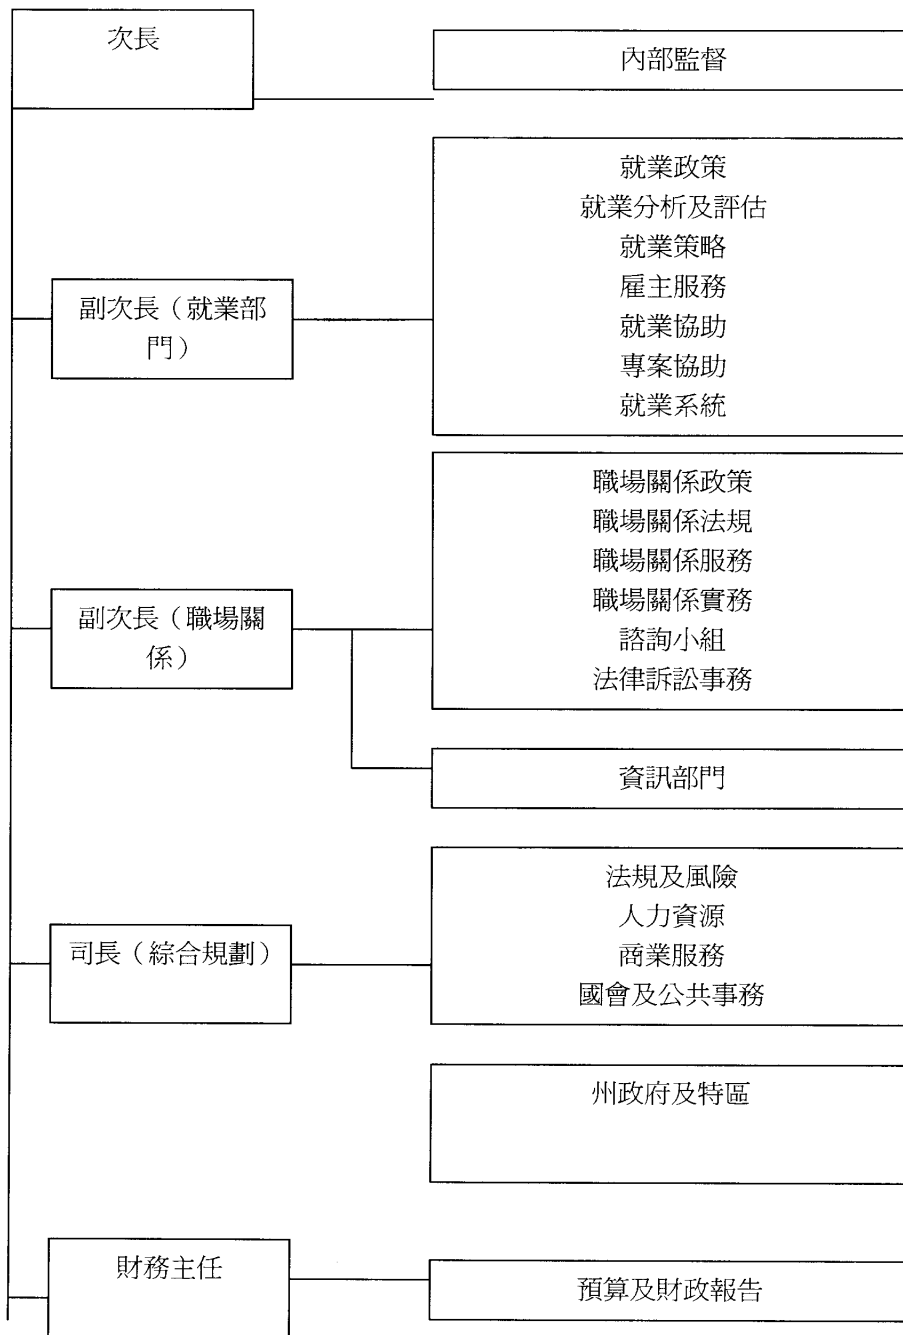 次長
內部監督
就業政策
就業分析及評估
就業策略
雇主服務
就業協助
專案協助
就業系統
副次長（就業部
門）
職場關係政策
職場關係法規
職場關係服務
職場關係實務
諮詢小組
法律訴訟事務
副次長（職場關
係）
資訊部門
法規及風險
人力資源
商業服務
國會及公共事務
司長（綜合規劃）
州政府及特區
財務主任
預算及財政報告